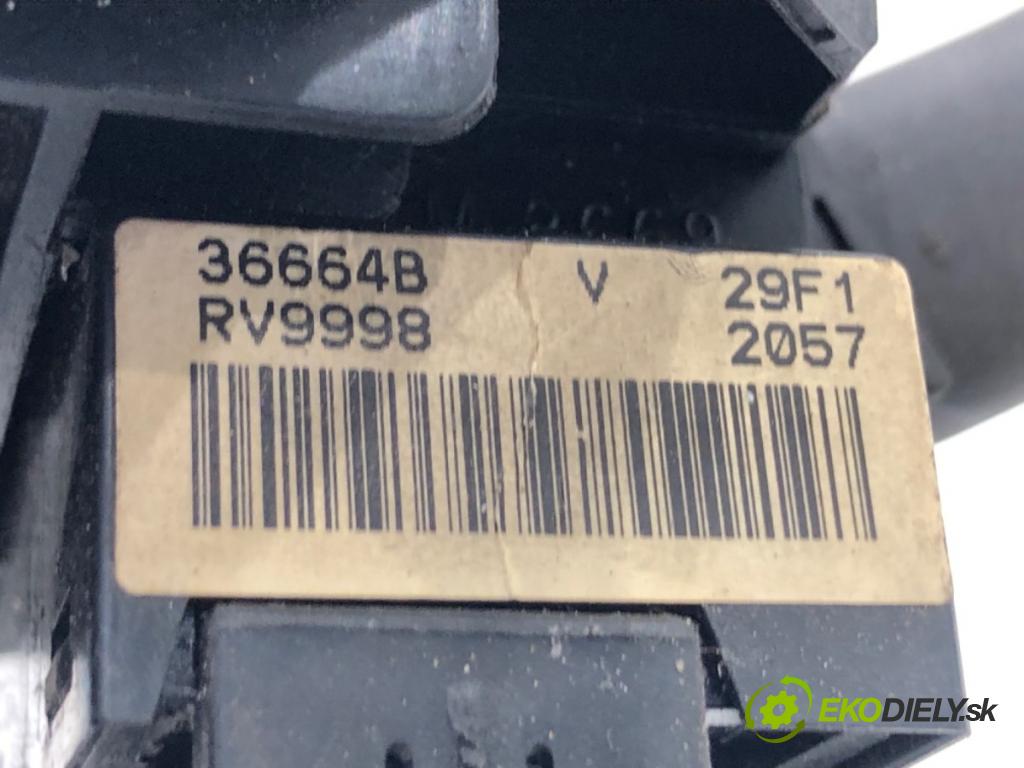 36664B V 29F1
RV9998 2057
EKODIELY.sk